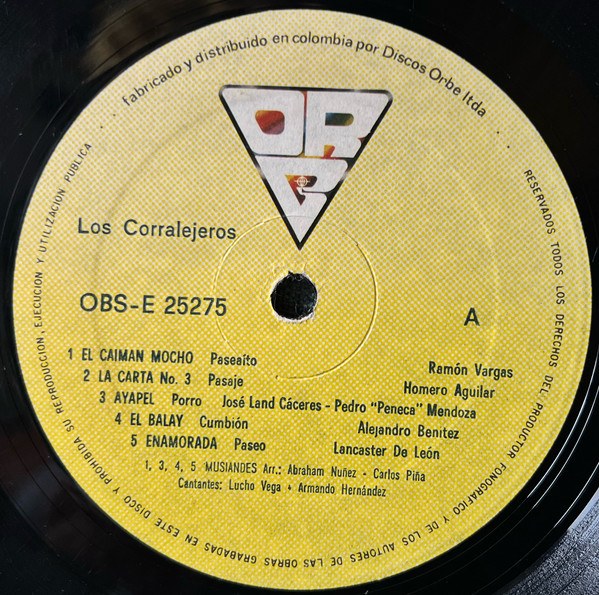 fabricado y distribuido en colombia por Discos Orbe ltda
ORBE
Los Corralejeros
OBS-E 25275
A
1 EL CAIMAN MOCHO Paseaíto Ramón Vargas
2 LA CARTA No. 3 Pasaje Homero Aguilar
3 AYAPEL Porro José Land Cáceres - Pedro "Peneca" Mendoza
4 EL BALAY Cumbión Alejandro Benitez
5 ENAMORADA Paseo Lancaster De León
1, 3, 4, 5 MUSIANDES Arr.: Abraham Nuñez - Carlos Piña
Cantantes: Lucho Vega + Armando Hernández
RESERVADOS TODOS LOS DERECHOS DEL PRODUCTOR FONOGRAFICO Y DE LOS AUTORES DE LAS OBRAS GRABADAS EN ESTE DISCO Y PROHIBIDA SU REPRODUCCION, EJECUCION Y UTILIZACION PUBLICA